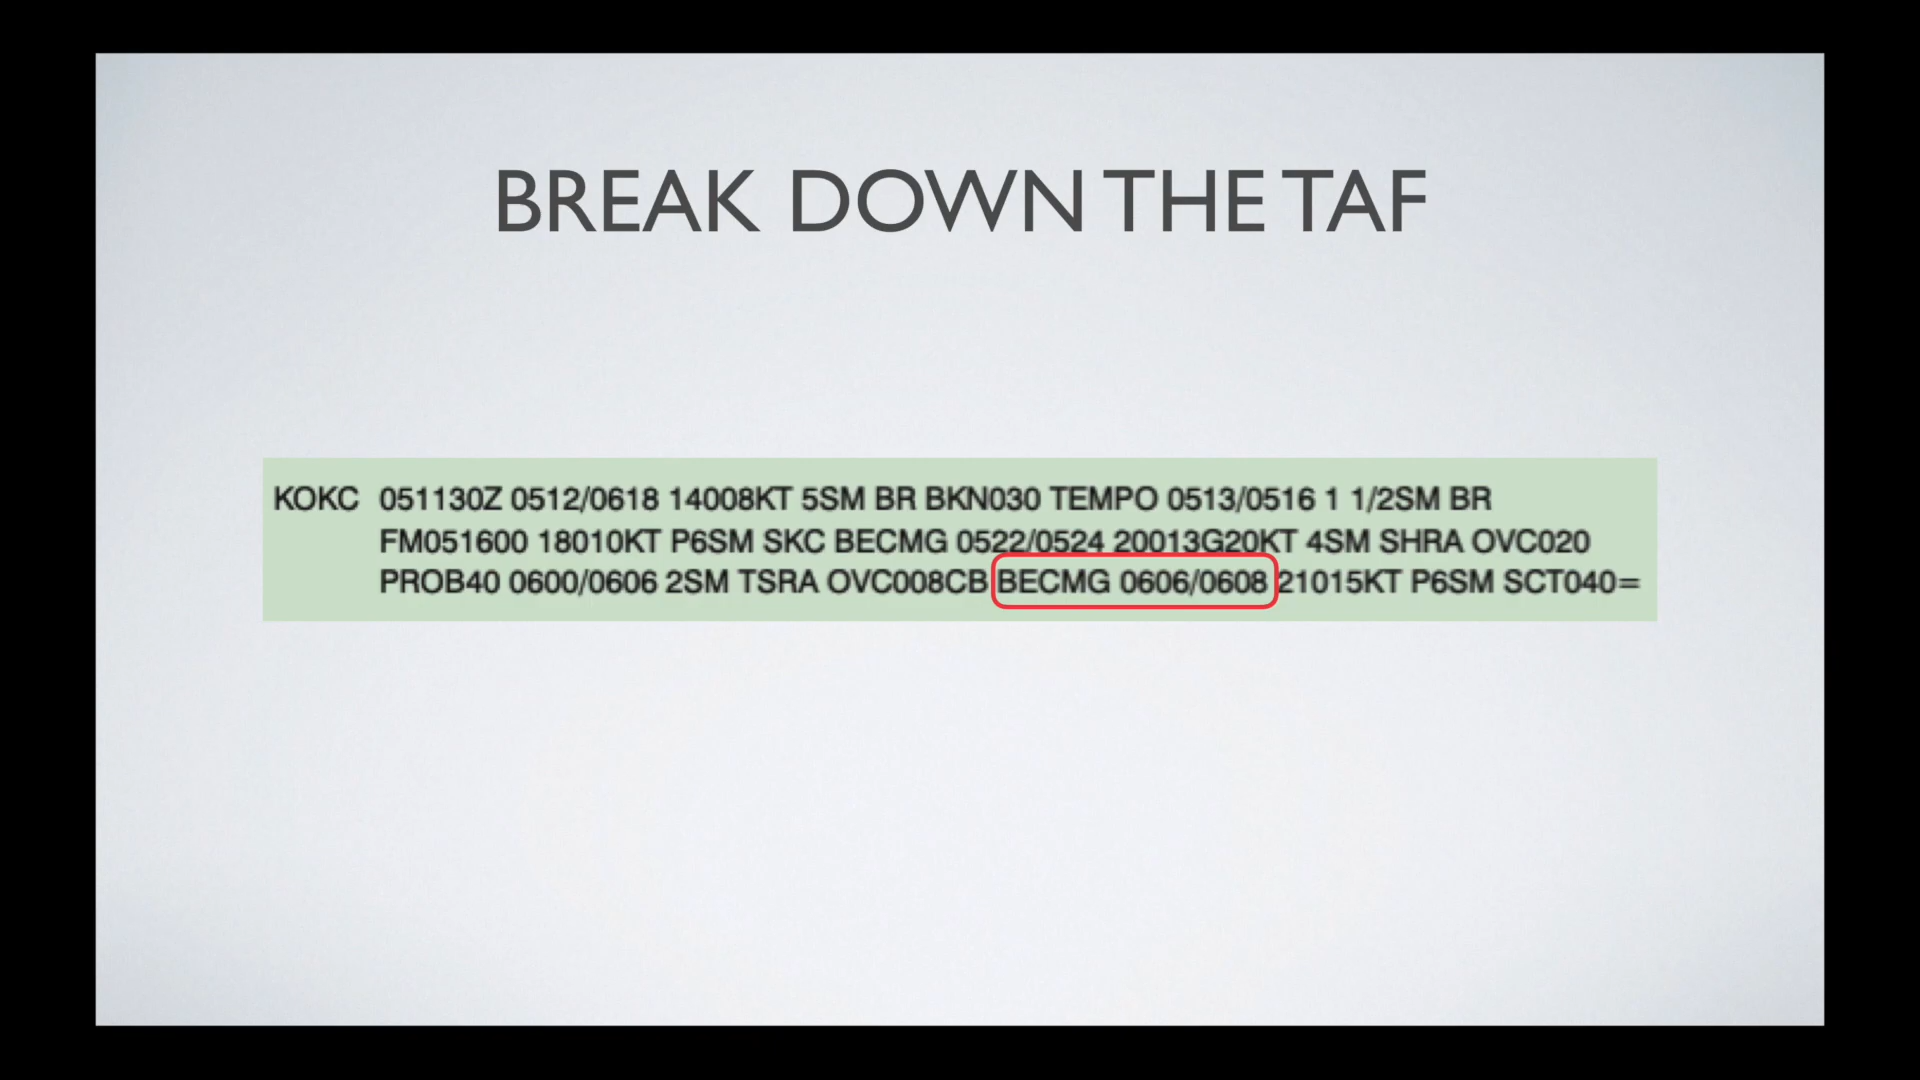 BREAK DOWN THE TAF
KOKC 051130Z 0512/0618 14008KT 5SM BR BKN030 TEMPO 0513/0516 1 1/2SM BR
FM051600 18010KT P6SM SKC BECMG 0522/0524 20013G20KT 4SM SHRA OVC020
PROB40 0600/0606 2SM TSRA OVC008CB BECMG 0606/0608 21015KT P6SM SCT040=